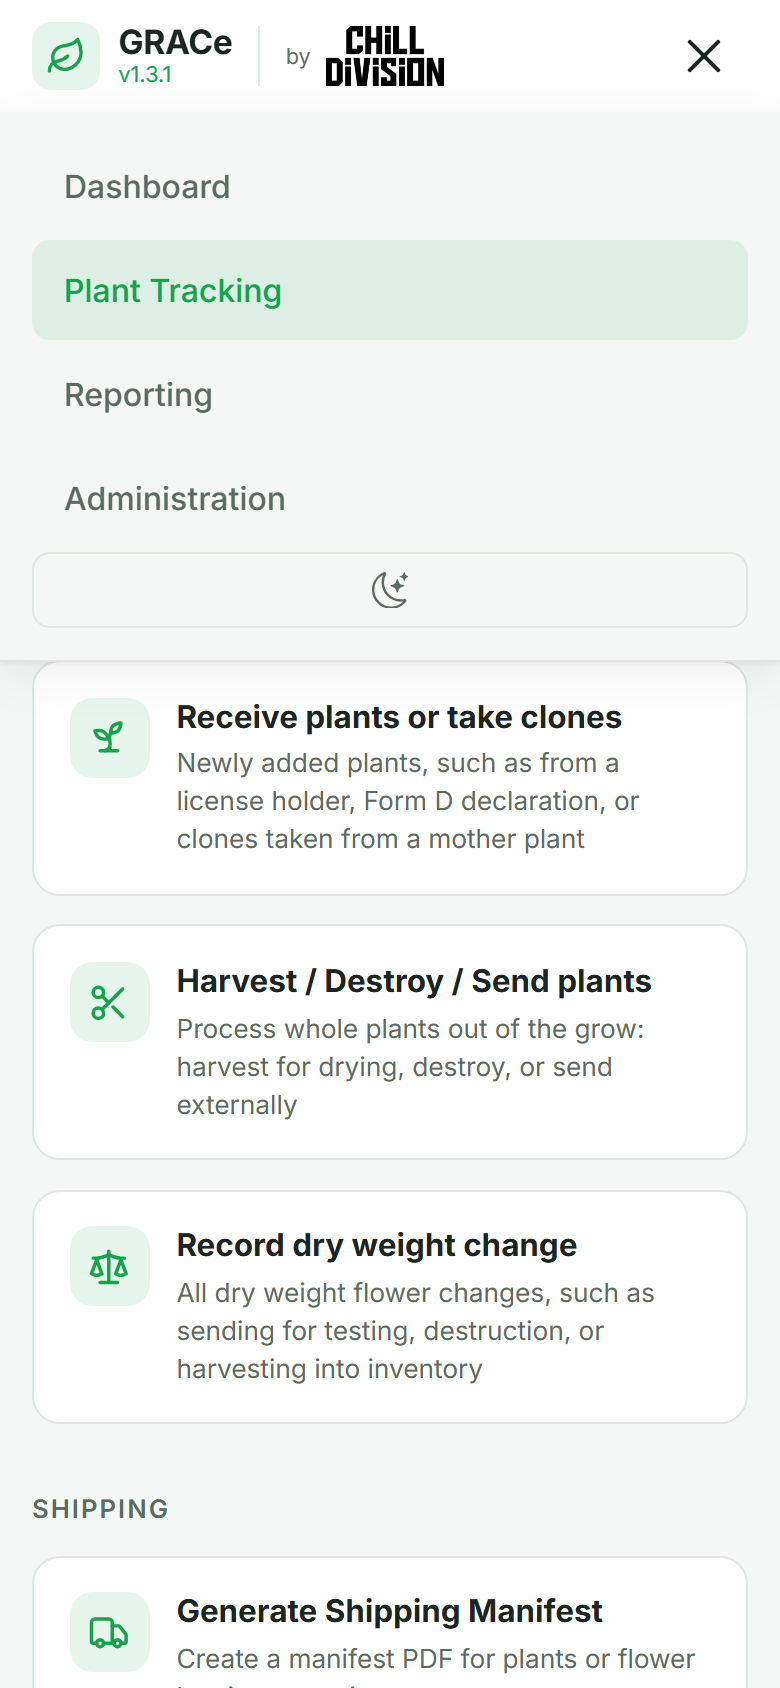 GRACe
v1.3.1
by
CHiLL
DiViSiON
Dashboard
Plant Tracking
Reporting
Administration
Receive plants or take clones
Newly added plants, such as from a
license holder, Form D declaration, or
clones taken from a mother plant
Harvest / Destroy / Send plants
Process whole plants out of the grow:
harvest for drying, destroy, or send
externally
Record dry weight change
All dry weight flower changes, such as
sending for testing, destruction, or
harvesting into inventory
SHIPPING
Generate Shipping Manifest
Create a manifest PDF for plants or flower